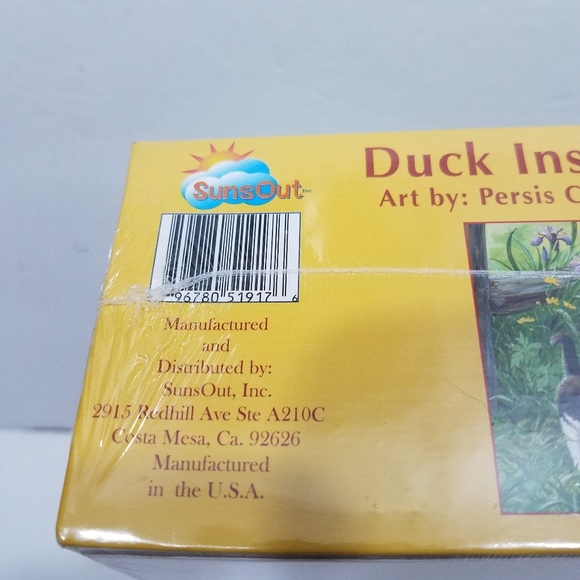 SunsOut
Duck Ins
Art by: Persis C
96780 51917 6
Manufactured
and
Distributed by:
SunsOut, Inc.
2915 Redhill Ave Ste A210C
Costa Mesa, Ca. 92626
Manufactured
in the U.S.A.